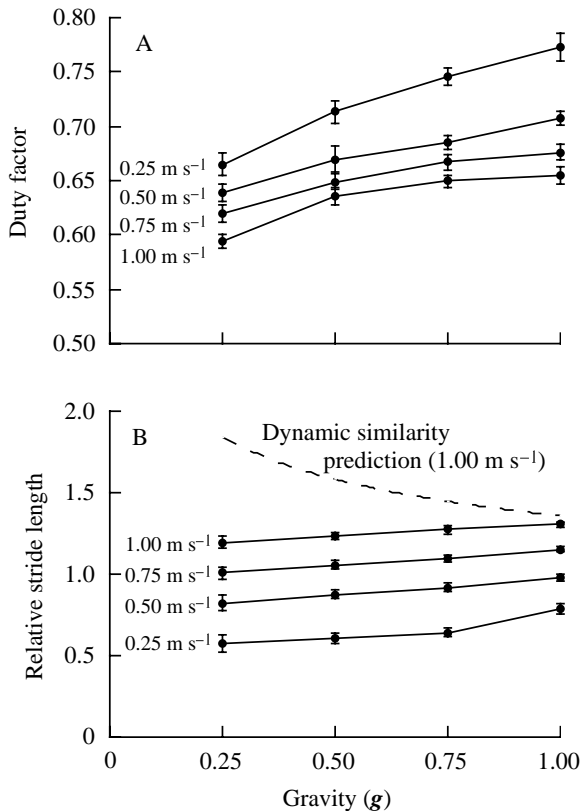 0.80
A
0.75
0.70
0.65
0.60
0.55
0.50
Duty factor
0.25 m s⁻¹
0.50 m s⁻¹
0.75 m s⁻¹
1.00 m s⁻¹
2.0
B
Dynamic similarity
prediction (1.00 m s⁻¹)
1.5
1.0
0.5
0
Relative stride length
1.00 m s⁻¹
0.75 m s⁻¹
0.50 m s⁻¹
0.25 m s⁻¹
0 0.25 0.50 0.75 1.00
Gravity (g)